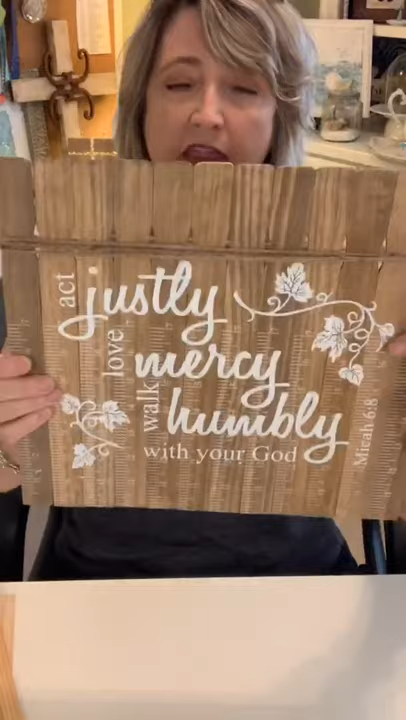 act justly
love mercy
walk humbly
with your God
Micah 6:8